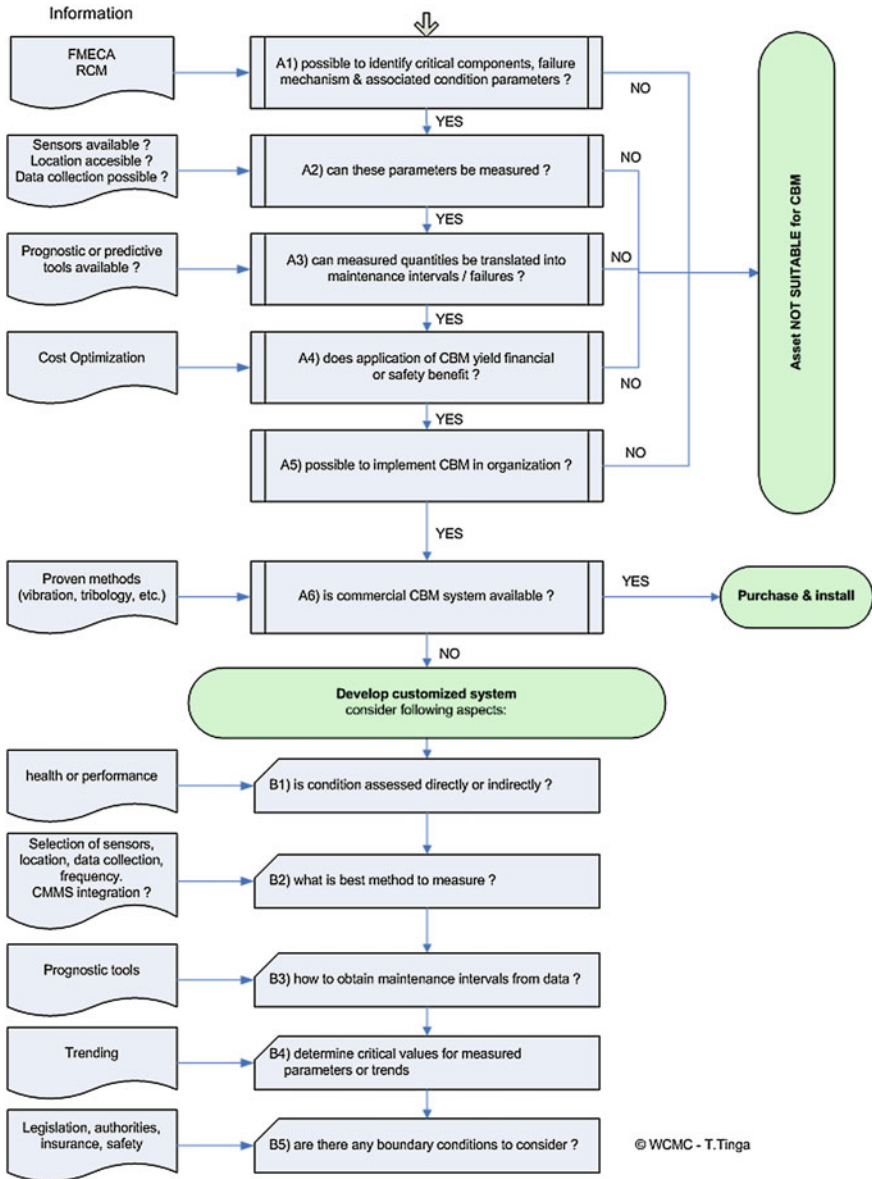 Information
FMECA
RCM
A1) possible to identify critical components, failure
mechanism & associated condition parameters ?
NO
YES
Sensors available ?
Location accesible ?
Data collection possible ?
A2) can these parameters be measured ?
NO
YES
Prognostic or predictive
tools available ?
A3) can measured quantities be translated into
maintenance intervals / failures ?
NO
YES
Cost Optimization
A4) does application of CBM yield financial
or safety benefit ?
NO
YES
A5) possible to implement CBM in organization ?
NO
YES
Asset NOT SUITABLE for CBM
Proven methods
(vibration, tribology, etc.)
A6) is commercial CBM system available ?
YES
Purchase & install
NO
Develop customized system
consider following aspects:
health or performance
B1) is condition assessed directly or indirectly ?
Selection of sensors,
location, data collection,
frequency.
CMMS integration ?
B2) what is best method to measure ?
Prognostic tools
B3) how to obtain maintenance intervals from data ?
Trending
B4) determine critical values for measured
parameters or trends
Legislation, authorities,
insurance, safety
B5) are there any boundary conditions to consider ?
© WCMC - T.Tinga